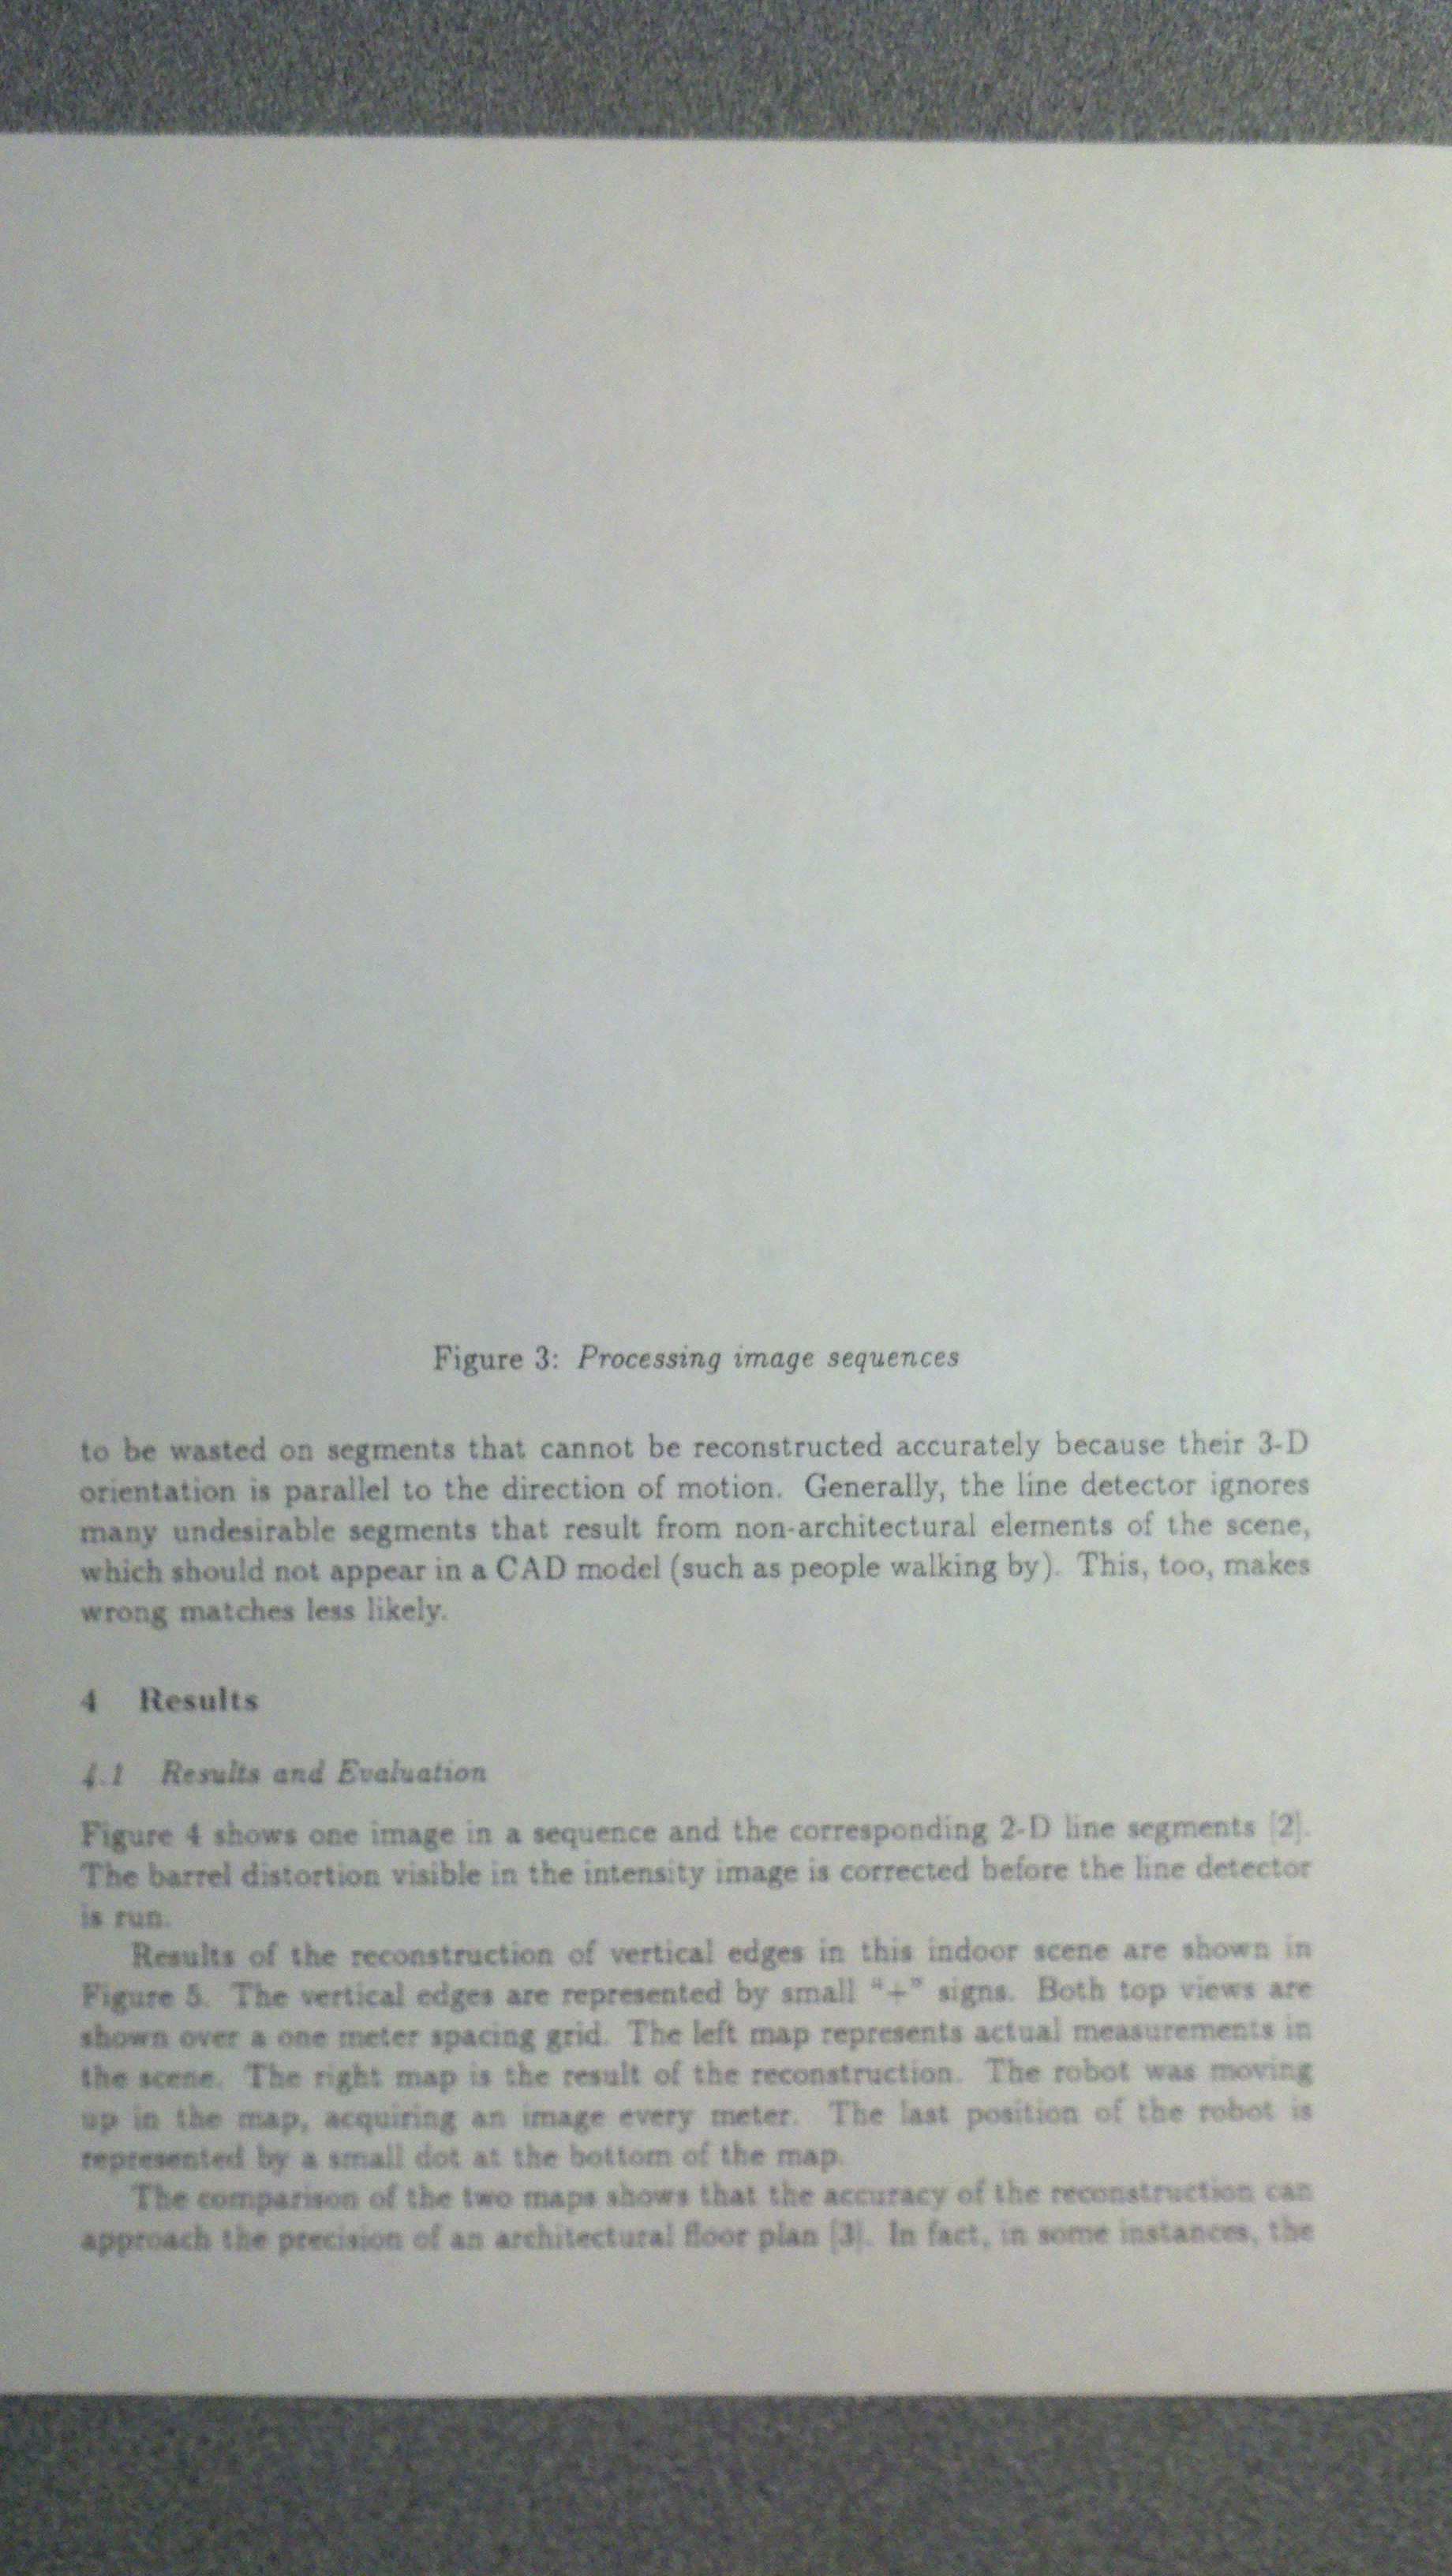 Figure 3: Processing image sequences
to be wasted on segments that cannot be reconstructed accurately because their 3-D
orientation is parallel to the direction of motion. Generally, the line detector ignores
many undesirable segments that result from non-architectural elements of the scene,
which should not appear in a CAD model (such as people walking by). This, too, makes
wrong matches less likely.
4 Results
4.1 Results and Evaluation
Figure 4 shows one image in a sequence and the corresponding 2-D line segments [2].
The barrel distortion visible in the intensity image is corrected before the line detector
is run.
Results of the reconstruction of vertical edges in this indoor scene are shown in
Figure 5. The vertical edges are represented by small “+” signs. Both top views are
shown over a one meter spacing grid. The left map represents actual measurements in
the scene. The right map is the result of the reconstruction. The robot was moving
up in the map, acquiring an image every meter. The last position of the robot is
represented by a small dot at the bottom of the map.
The comparison of the two maps shows that the accuracy of the reconstruction can
approach the precision of an architectural floor plan [3]. In fact, in some instances, the